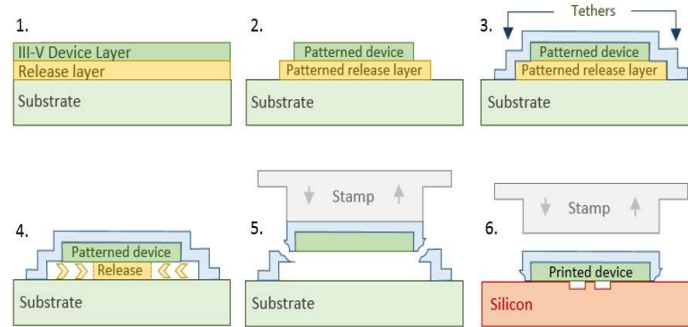 1.
III-V Device Layer
Release layer
Substrate
2.
Patterned device
Patterned release layer
Substrate
3.
Tethers
Patterned device
Patterned release layer
Substrate
4.
Patterned device
Release
Substrate
5.
Stamp
Substrate
6.
Stamp
Printed device
Silicon